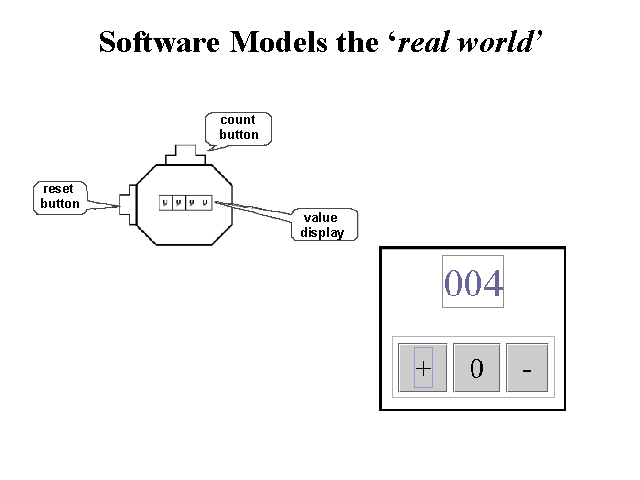 Software Models the ‘real world’
count
button
reset
button
value
display
004
+ 0 -